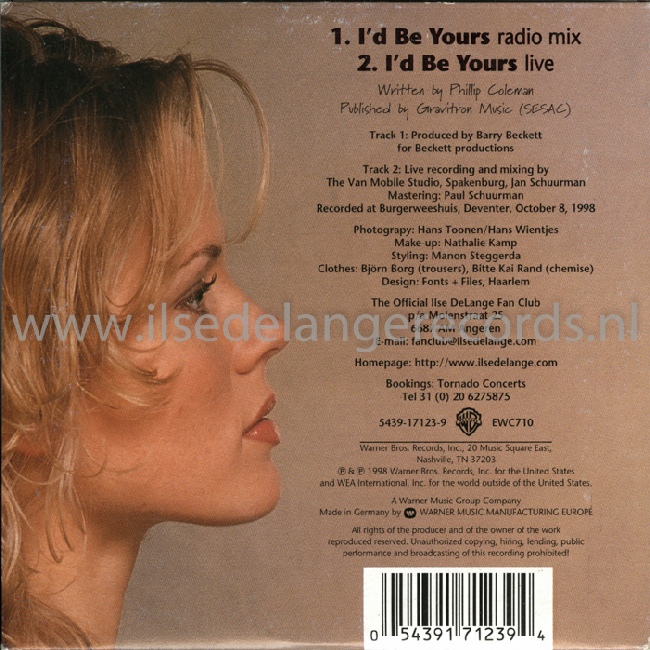 1. I'd Be Yours radio mix
2. I'd Be Yours live
Written by Phillip Coleman
Published by Gravitron Music (SESAC)
Track 1: Produced by Barry Beckett
for Beckett productions
Track 2: Live recording and mixing by
The Van Mobile Studio, Spakenburg, Jan Schuurman
Mastering: Paul Schuurman
Recorded at Burgerweeshuis, Deventer, October 8, 1998
Photograpy: Hans Toonen/Hans Wientjes
Make-up: Nathalie Kamp
Styling: Manon Steggerda
Clothes: Björn Borg (trousers), Bitte Kai Rand (chemise)
Design: Fonts + Files, Haarlem
The Official Ilse DeLange Fan Club
www.ilsedelangerecords.nl
p/a Molenstraat 25
6687 Angeren
E-mail: fanclub@ilsedelange.com
Homepage: http://www.ilsedelange.com
Bookings: Tornado Concerts
Tel 31 (0) 20 6275875
5439-17123-9 WB EWC710
Warner Bros. Records, Inc., 20 Music Square East,
Nashville, TN 37203
℗ & © 1998 Warner Bros. Records, Inc. for the United States
and WEA International. Inc. for the world outside of the United States.
A Warner Music Group Company
Made in Germany by WARNER MUSIC MANUFACTURING EUROPE
All rights of the producer and of the owner of the work
reproduced reserved. Unauthorized copying, hiring, lending, public
performance and broadcasting of this recording prohibited!
0 54391 71239 4